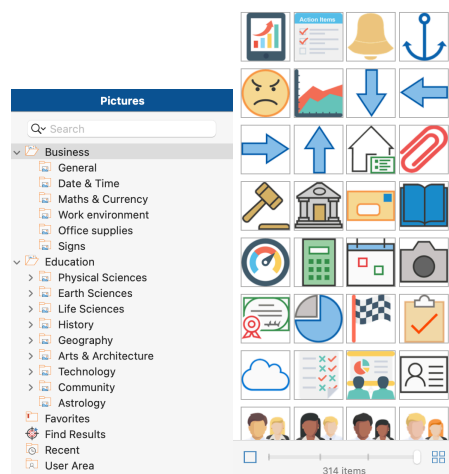 Pictures
Search
Business
General
Date & Time
Maths & Currency
Work environment
Office supplies
Signs
Education
Physical Sciences
Earth Sciences
Life Sciences
History
Geography
Arts & Architecture
Technology
Community
Astrology
Favorites
Find Results
Recent
User Area
Action Items
314 items